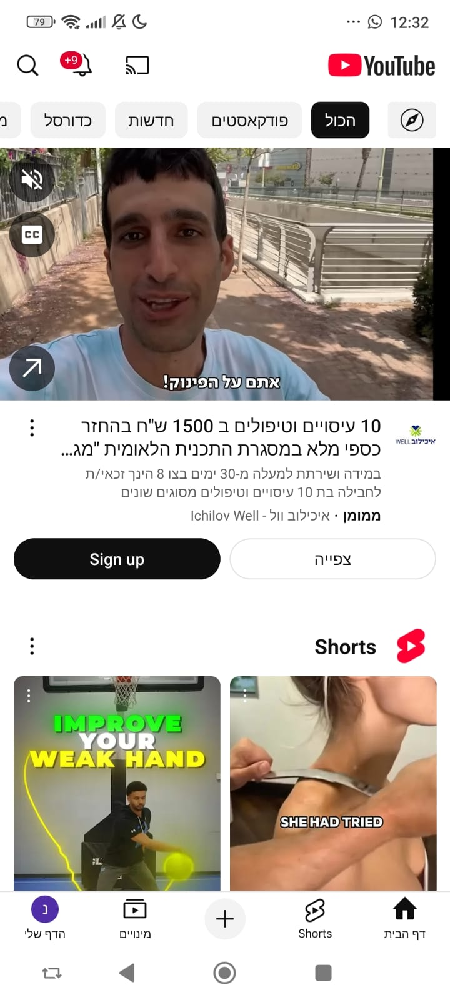 79
12:32
+9
YouTube
הכול
פודקאסטים
חדשות
כדורסל
CC
אתם על הפינוק!
10 עיסויים וטיפולים ב 1500 ש"ח בהחזר
כספי מלא במסגרת התכנית הלאומית "מג...
איכילוב WELL
במידה ושירתת למעלה מ-30 ימים בצו 8 הינך זכאי/ת
לחבילה בת 10 עיסויים וטיפולים מסוגים שונים
ממומן · איכילוב וול - Ichilov Well
צפייה
Sign up
Shorts
SHE HAD TRIED
IMPROVE
YOUR
WEAK HAND
דף הבית
Shorts
מינויים
נ
הדף שלי